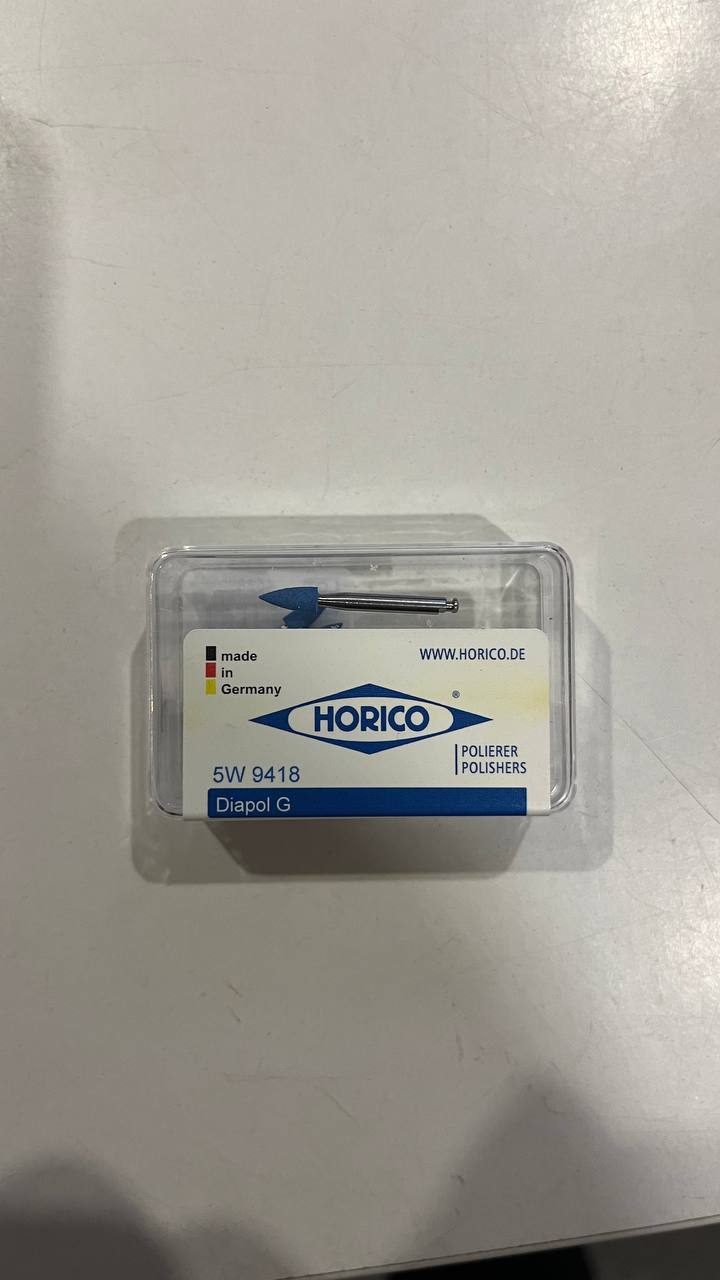 made
in
Germany
WWW.HORICO.DE
HORICO®
5W 9418
POLIERER
POLISHERS
Diapol G